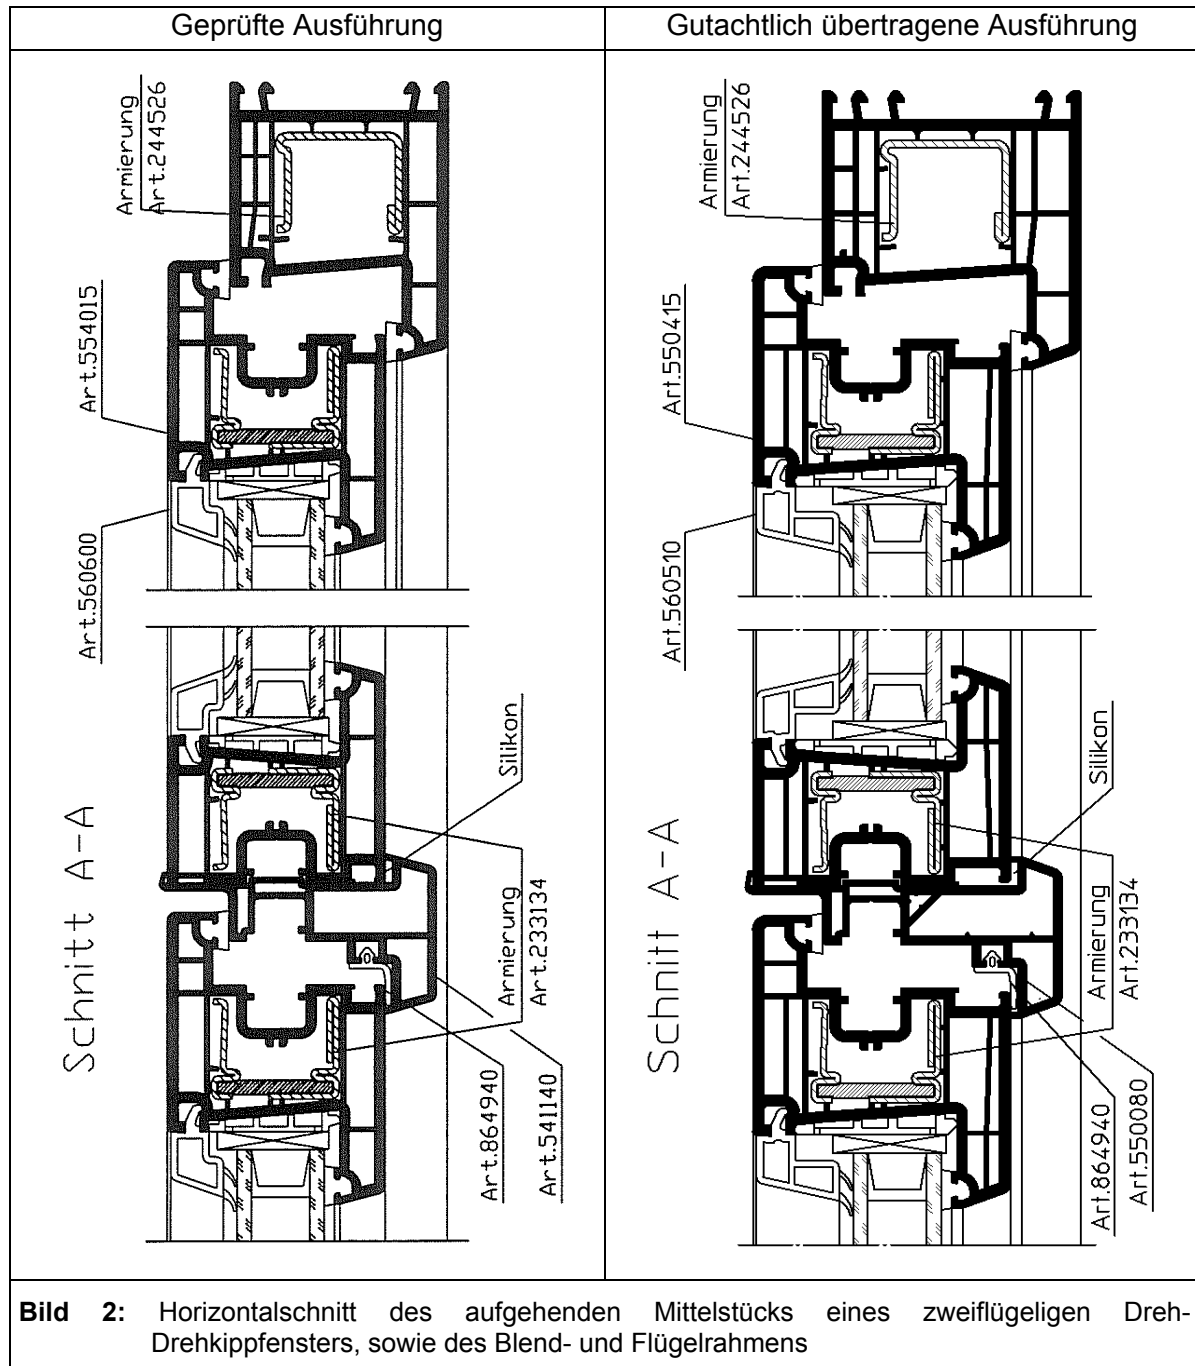 Geprüfte Ausführung
Gutachtlich übertragene Ausführung
Armierung
Art.244526
Art.554015
Art.560600
Silikon
Schnitt A-A
Armierung
Art.233134
Art.864940
Art.541140
Armierung
Art.244526
Art.550415
Art.560510
Silikon
Schnitt A-A
Armierung
Art.233134
Art.864940
Art.550080
Bild 2: Horizontalschnitt des aufgehenden Mittelstücks eines zweiflügeligen Dreh-
Drehkippfensters, sowie des Blend- und Flügelrahmens